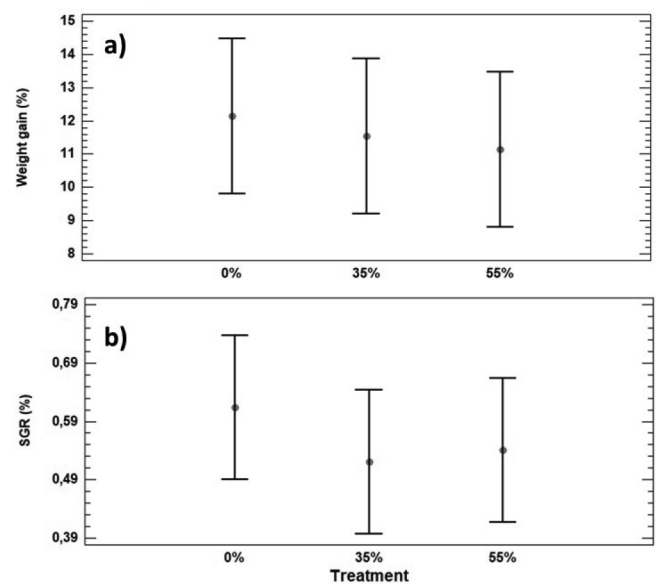 a)
Weight gain (%)
15
14
13
12
11
10
9
8
0% 35% 55%
b)
SGR (%)
0,79
0,69
0,59
0,49
0,39
0% 35% 55%
Treatment